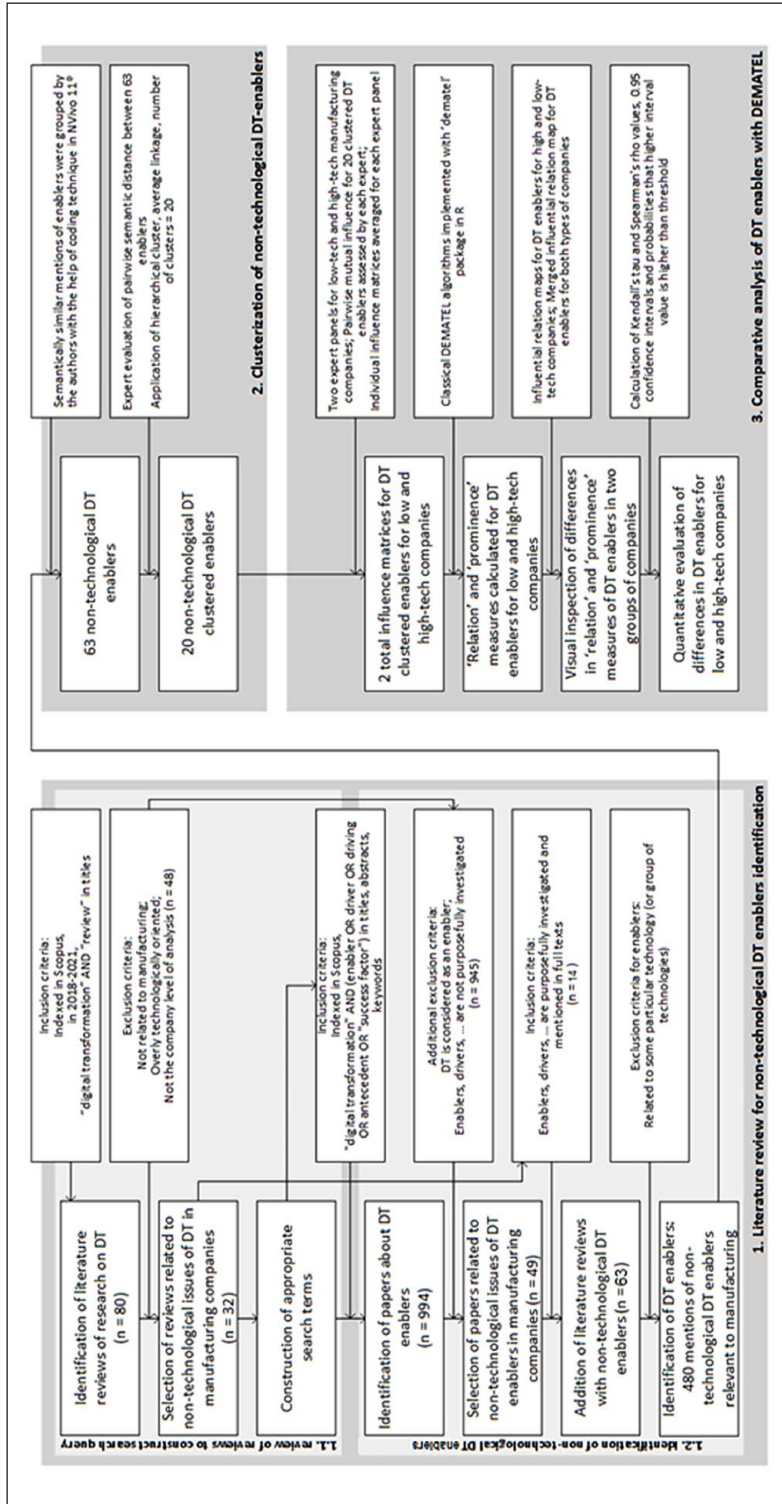 1.1. review of reviews to construct search query
Identification of literature
reviews of research on DT
(n = 80)
Inclusion criteria:
Indexed in Scopus,
in 2018-2021,
"digital transformation" AND "review" in titles
Selection of reviews related to
non-technological issues of DT in
manufacturing companies
(n = 32)
Exclusion criteria:
Not related to manufacturing;
Overly technologically oriented;
Not the company level of analysis (n = 48)
Construction of appropriate
search terms
Inclusion criteria:
Indexed in Scopus,
"digital transformation" AND (enabler OR driver OR driving
OR antecedent OR "success factor") in titles, abstracts,
keywords
1.2. Identification of non-technological DT enablers
Identification of papers about DT
enablers
(n = 994)
Additional exclusion criteria:
DT is considered as an enabler;
Enablers, drivers, ... are not purposefully investigated
(n = 945)
Selection of papers related to
non-technological issues of DT
enablers in manufacturing
companies (n = 49)
Inclusion criteria:
Enablers, drivers, ... are purposefully investigated and
mentioned in full texts
(n = 14)
Addition of literature reviews
with non-technological DT
enablers (n = 63)
Exclusion criteria for enablers:
Related to some particular technology (or group of
technologies)
Identification of DT enablers:
480 mentions of non-
technological DT enablers
relevant to manufacturing
1. Literature review for non-technological DT enablers identification
63 non-technological DT
enablers
Semantically similar mentions of enablers were grouped by
the authors with the help of coding technique in NVivo 11®
20 non-technological DT
clustered enablers
Expert evaluation of pairwise semantic distance between 63
enablers
Application of hierarchical cluster, average linkage, number
of clusters = 20
2. Clusterization of non-technological DT-enablers
2 total influence matrices for DT
clustered enablers for low and
high-tech companies
Two expert panels for low-tech and high-tech manufacturing
companies; Pairwise mutual influence for 20 clustered DT
enablers assessed by each expert;
Individual influence matrices averaged for each expert panel
'Relation' and 'prominence'
measures calculated for DT
enablers for low and high-tech
companies
Classical DEMATEL algorithms implemented with 'dematel'
package in R
Visual inspection of differences
in 'relation' and 'prominence'
measures of DT enablers in two
groups of companies
Influential relation maps for DT enablers for high and low-
tech companies; Merged influential relation map for DT
enablers for both types of companies
Quantitative evaluation of
differences in DT enablers for
low and high-tech companies
Calculation of Kendall's tau and Spearman's rho values, 0.95
confidence intervals and probabilities that higher interval
value is higher than threshold
3. Comparative analysis of DT enablers with DEMATEL